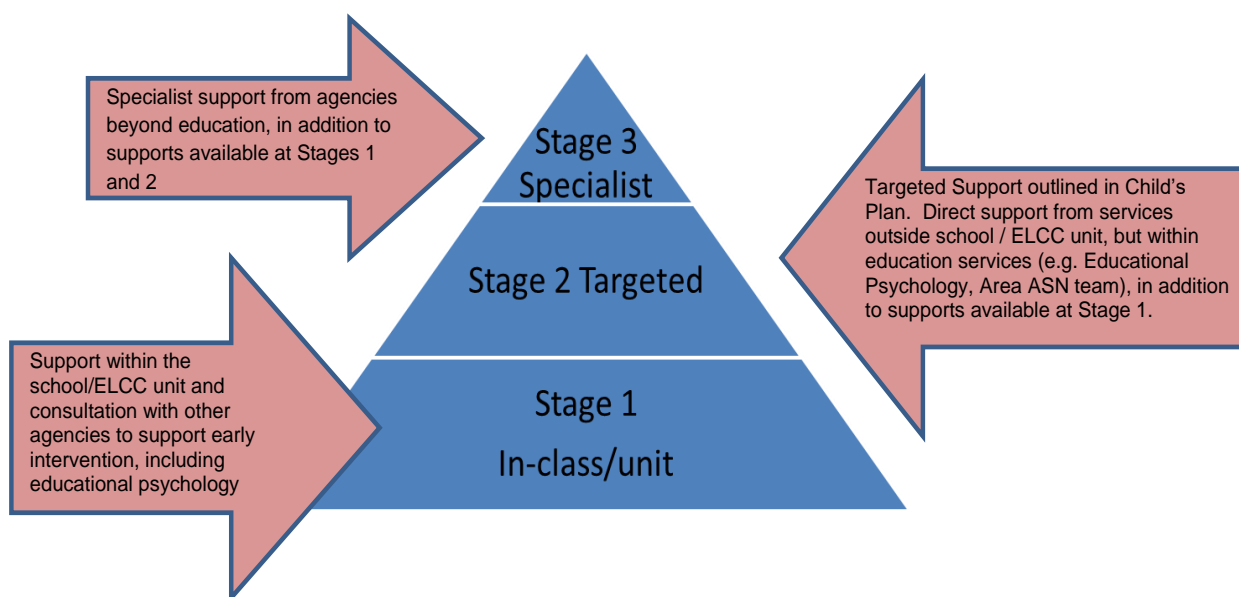 Specialist support from agencies
beyond education, in addition to
supports available at Stages 1
and 2
Stage 3
Specialist
Targeted Support outlined in Child's
Plan.  Direct support from services
outside school / ELCC unit, but within
education services (e.g. Educational
Psychology, Area ASN team), in addition
to supports available at Stage 1.
Stage 2 Targeted
Support within the
school/ELCC unit and
consultation with other
agencies to support early
intervention, including
educational psychology
Stage 1
In-class/unit